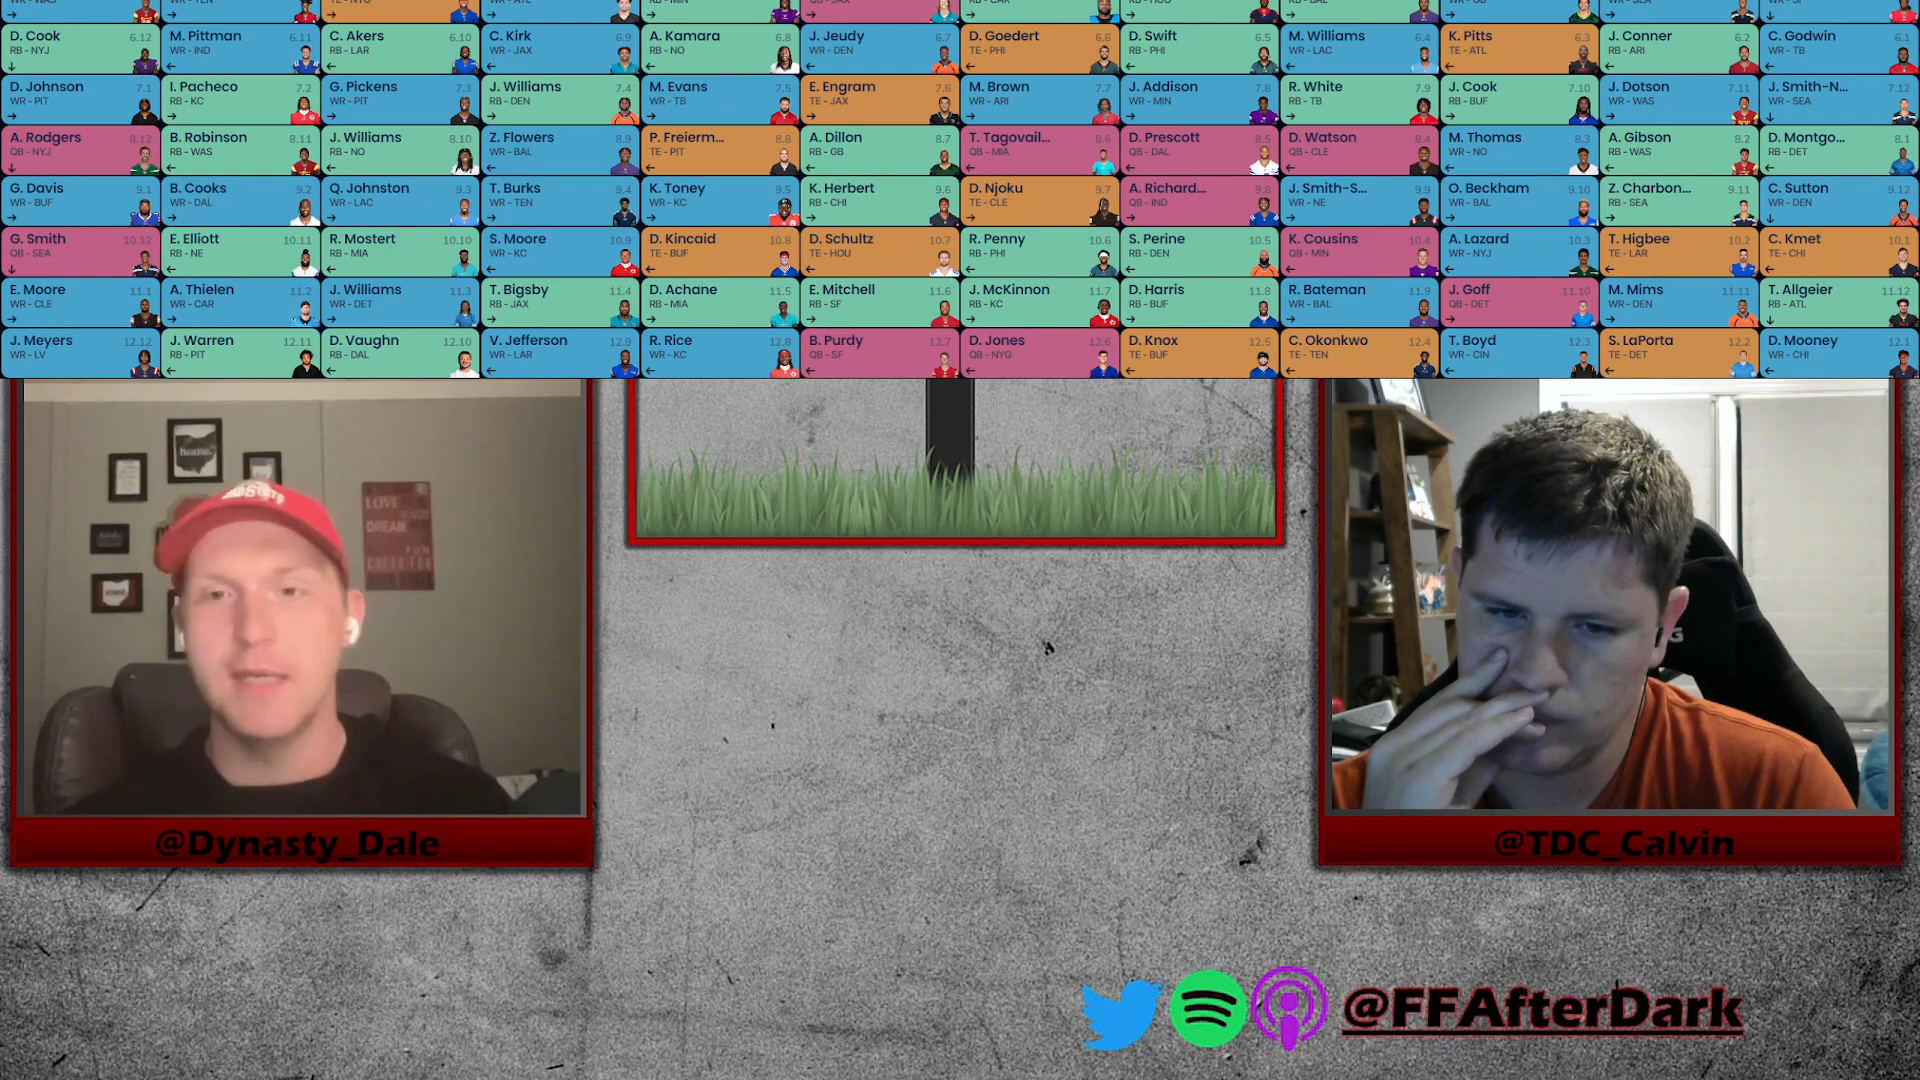 D. Cook 6.12 M. Pittman 6.11 C. Akers 6.10 C. Kirk 6.9 A. Kamara 6.8 J. Jeudy 6.7 D. Goedert 6.6 D. Swift 6.5 M. Williams 6.4 K. Pitts 6.3 J. Conner 6.2 C. Godwin 6.1
RB - NYJ WR - IND RB - LAR WR - JAX RB - NO WR - DEN TE - PHI RB - PHI WR - LAC TE - ATL RB - ARI WR - TB
D. Johnson 7.1 I. Pacheco 7.2 G. Pickens 7.3 J. Williams 7.4 M. Evans 7.5 E. Engram 7.6 M. Brown 7.7 J. Addison 7.8 R. White 7.9 J. Cook 7.10 J. Dotson 7.11 J. Smith-N... 7.12
WR - PIT RB - KC WR - PIT RB - DEN WR - TB TE - JAX WR - ARI WR - MIN RB - TB RB - BUF WR - WAS WR - SEA
A. Rodgers 8.12 B. Robinson 8.11 J. Williams 8.10 Z. Flowers 8.9 P. Freierm... 8.8 A. Dillon 8.7 T. Tagovail... 8.6 D. Prescott 8.5 D. Watson 8.4 M. Thomas 8.3 A. Gibson 8.2 D. Montgo... 8.1
QB - NYJ RB - WAS RB - NO WR - BAL TE - PIT RB - GB QB - MIA QB - DAL QB - CLE WR - NO RB - WAS RB - DET
G. Davis 9.1 B. Cooks 9.2 Q. Johnston 9.3 T. Burks 9.4 K. Toney 9.5 K. Herbert 9.6 D. Njoku 9.7 A. Richard... 9.8 J. Smith-S... 9.9 O. Beckham 9.10 Z. Charbon... 9.11 C. Sutton 9.12
WR - BUF WR - DAL WR - LAC WR - TEN WR - KC RB - CHI TE - CLE QB - IND WR - NE WR - BAL RB - SEA WR - DEN
G. Smith 10.12 E. Elliott 10.11 R. Mostert 10.10 S. Moore 10.9 D. Kincaid 10.8 D. Schultz 10.7 R. Penny 10.6 S. Perine 10.5 K. Cousins 10.4 A. Lazard 10.3 T. Higbee 10.2 C. Kmet 10.1
QB - SEA RB - NE RB - MIA WR - KC TE - BUF TE - HOU RB - PHI RB - DEN QB - MIN WR - NYJ TE - LAR TE - CHI
E. Moore 11.1 A. Thielen 11.2 J. Williams 11.3 T. Bigsby 11.4 D. Achane 11.5 E. Mitchell 11.6 J. McKinnon 11.7 D. Harris 11.8 R. Bateman 11.9 J. Goff 11.10 M. Mims 11.11 T. Allgeier 11.12
WR - CLE WR - CAR WR - DET RB - JAX RB - MIA RB - SF RB - KC RB - BUF WR - BAL QB - DET WR - DEN RB - ATL
J. Meyers 12.12 J. Warren 12.11 D. Vaughn 12.10 V. Jefferson 12.9 R. Rice 12.8 B. Purdy 12.7 D. Jones 12.6 D. Knox 12.5 C. Okonkwo 12.4 T. Boyd 12.3 S. LaPorta 12.2 D. Mooney 12.1
WR - LV RB - PIT RB - DAL WR - LAR WR - KC QB - SF QB - NYG TE - BUF TE - TEN WR - CIN TE - DET WR - CHI
LOVE
DREAM
FUN
@Dynasty_Dale
@TDC_Calvin
@FFAfterDark